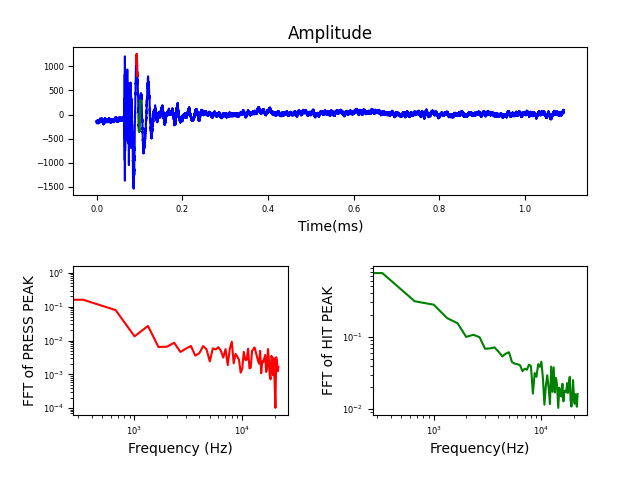 Amplitude
1000
500
0
−500
−1000
−1500
0.0 0.2 0.4 0.6 0.8 1.0
Time(ms)
FFT of PRESS PEAK
10⁰
10⁻¹
10⁻²
10⁻³
10⁻⁴
10³ 10⁴
Frequency (Hz)
FFT of HIT PEAK
10⁻¹
10⁻²
10³ 10⁴
Frequency(Hz)